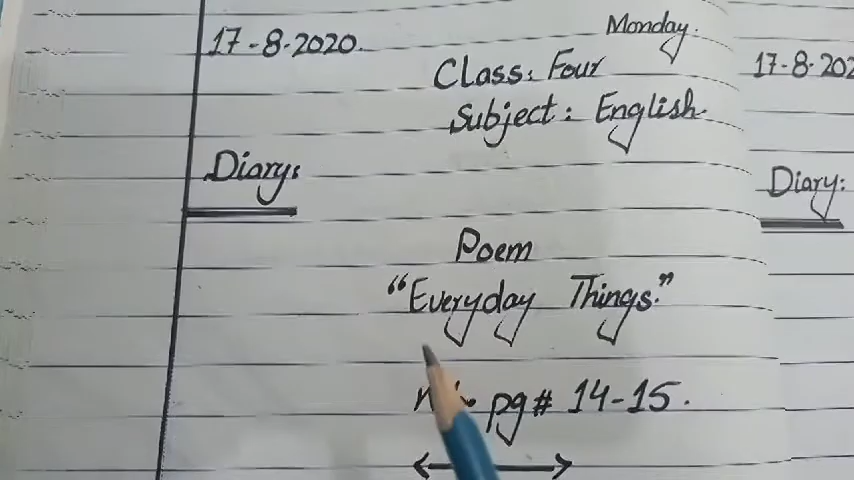 Monday.
17-8-2020.
Class: Four
Subject: English.
Diary:
Poem
"Everyday Things."
pg# 14-15.
17-8-202
Diary: